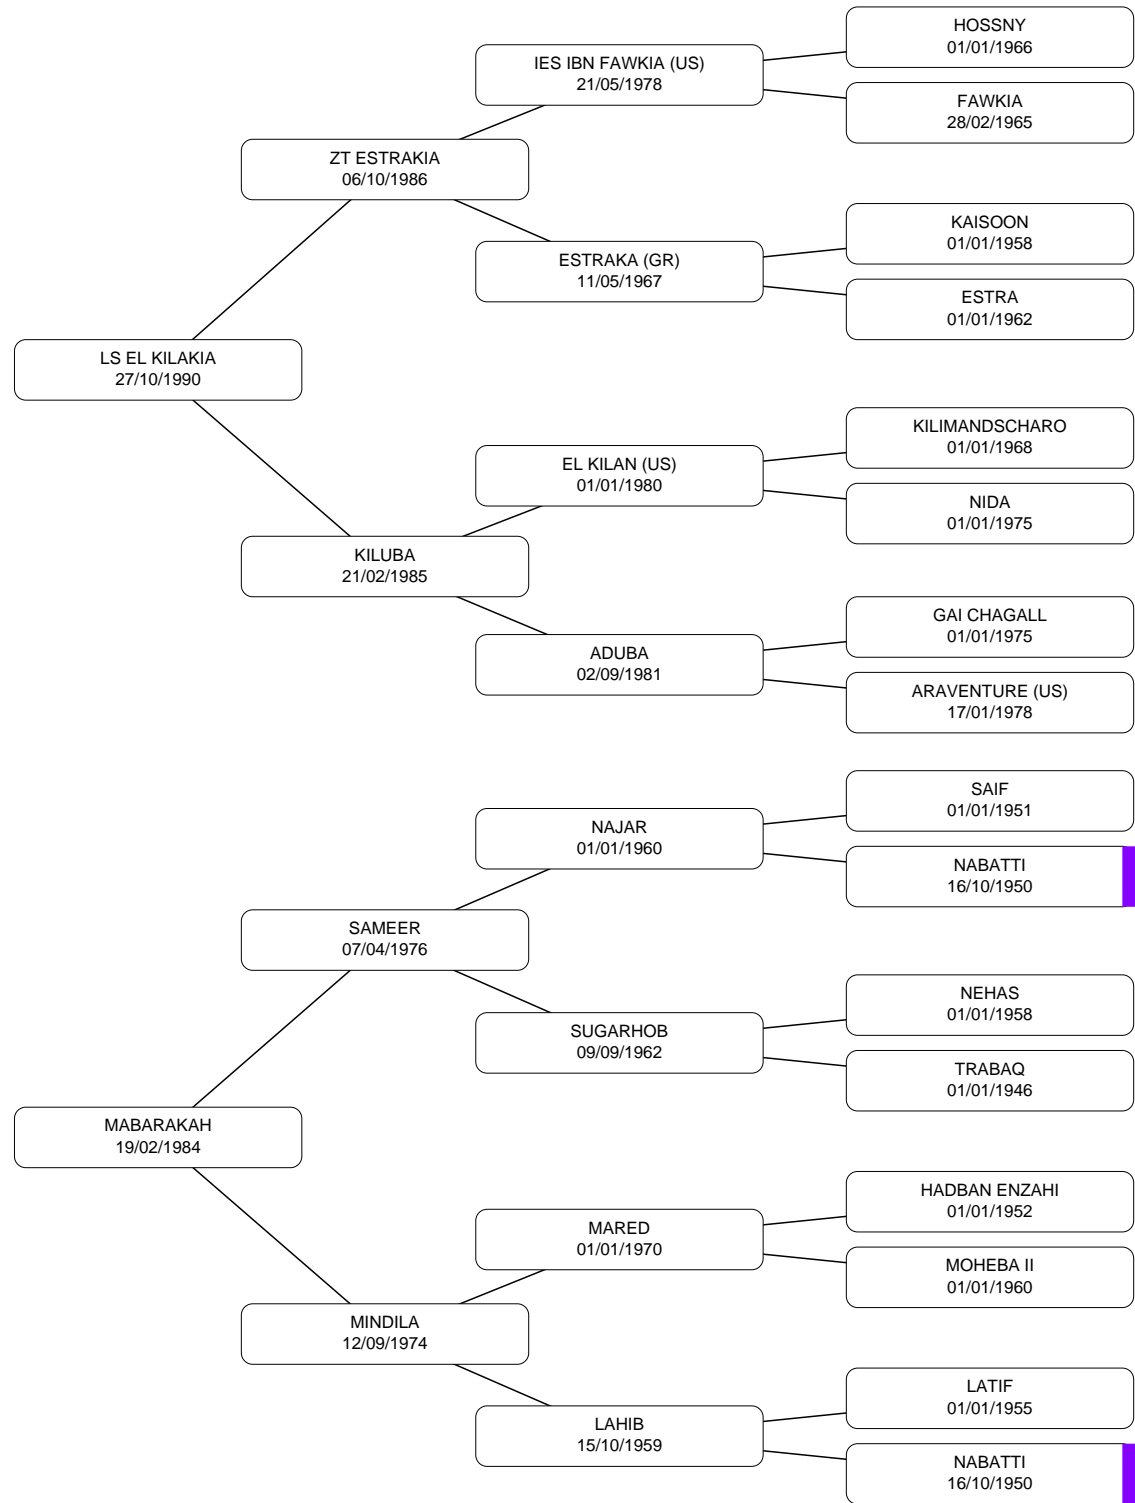 HOSSNY
01/01/1966
IES IBN FAWKIA (US)
21/05/1978
FAWKIA
28/02/1965
ZT ESTRAKIA
06/10/1986
KAISOON
01/01/1958
ESTRAKA (GR)
11/05/1967
ESTRA
01/01/1962
LS EL KILAKIA
27/10/1990
KILIMANDSCHARO
01/01/1968
EL KILAN (US)
01/01/1980
NIDA
01/01/1975
KILUBA
21/02/1985
GAI CHAGALL
01/01/1975
ADUBA
02/09/1981
ARAVENTURE (US)
17/01/1978
SAIF
01/01/1951
NAJAR
01/01/1960
NABATTI
16/10/1950
SAMEER
07/04/1976
NEHAS
01/01/1958
SUGARHOB
09/09/1962
TRABAQ
01/01/1946
MABARAKAH
19/02/1984
HADBAN ENZAHI
01/01/1952
MARED
01/01/1970
MOHEBA II
01/01/1960
MINDILA
12/09/1974
LATIF
01/01/1955
LAHIB
15/10/1959
NABATTI
16/10/1950